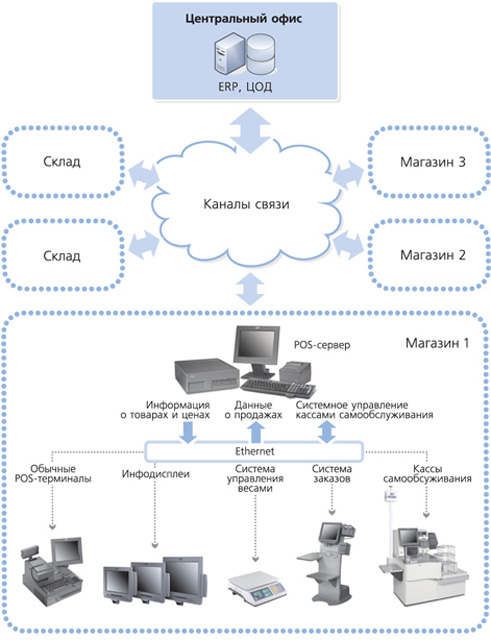 Центральный офис
ERP, ЦОД
Склад
Магазин 3
Каналы связи
Склад
Магазин 2
POS-сервер
Магазин 1
Информация
о товарах и ценах
Данные
о продажах
Системное управление
кассами самообслуживания
Ethernet
Обычные
POS-терминалы
Инфодисплеи
Система
управления
весами
Система
заказов
Кассы
самообуживания